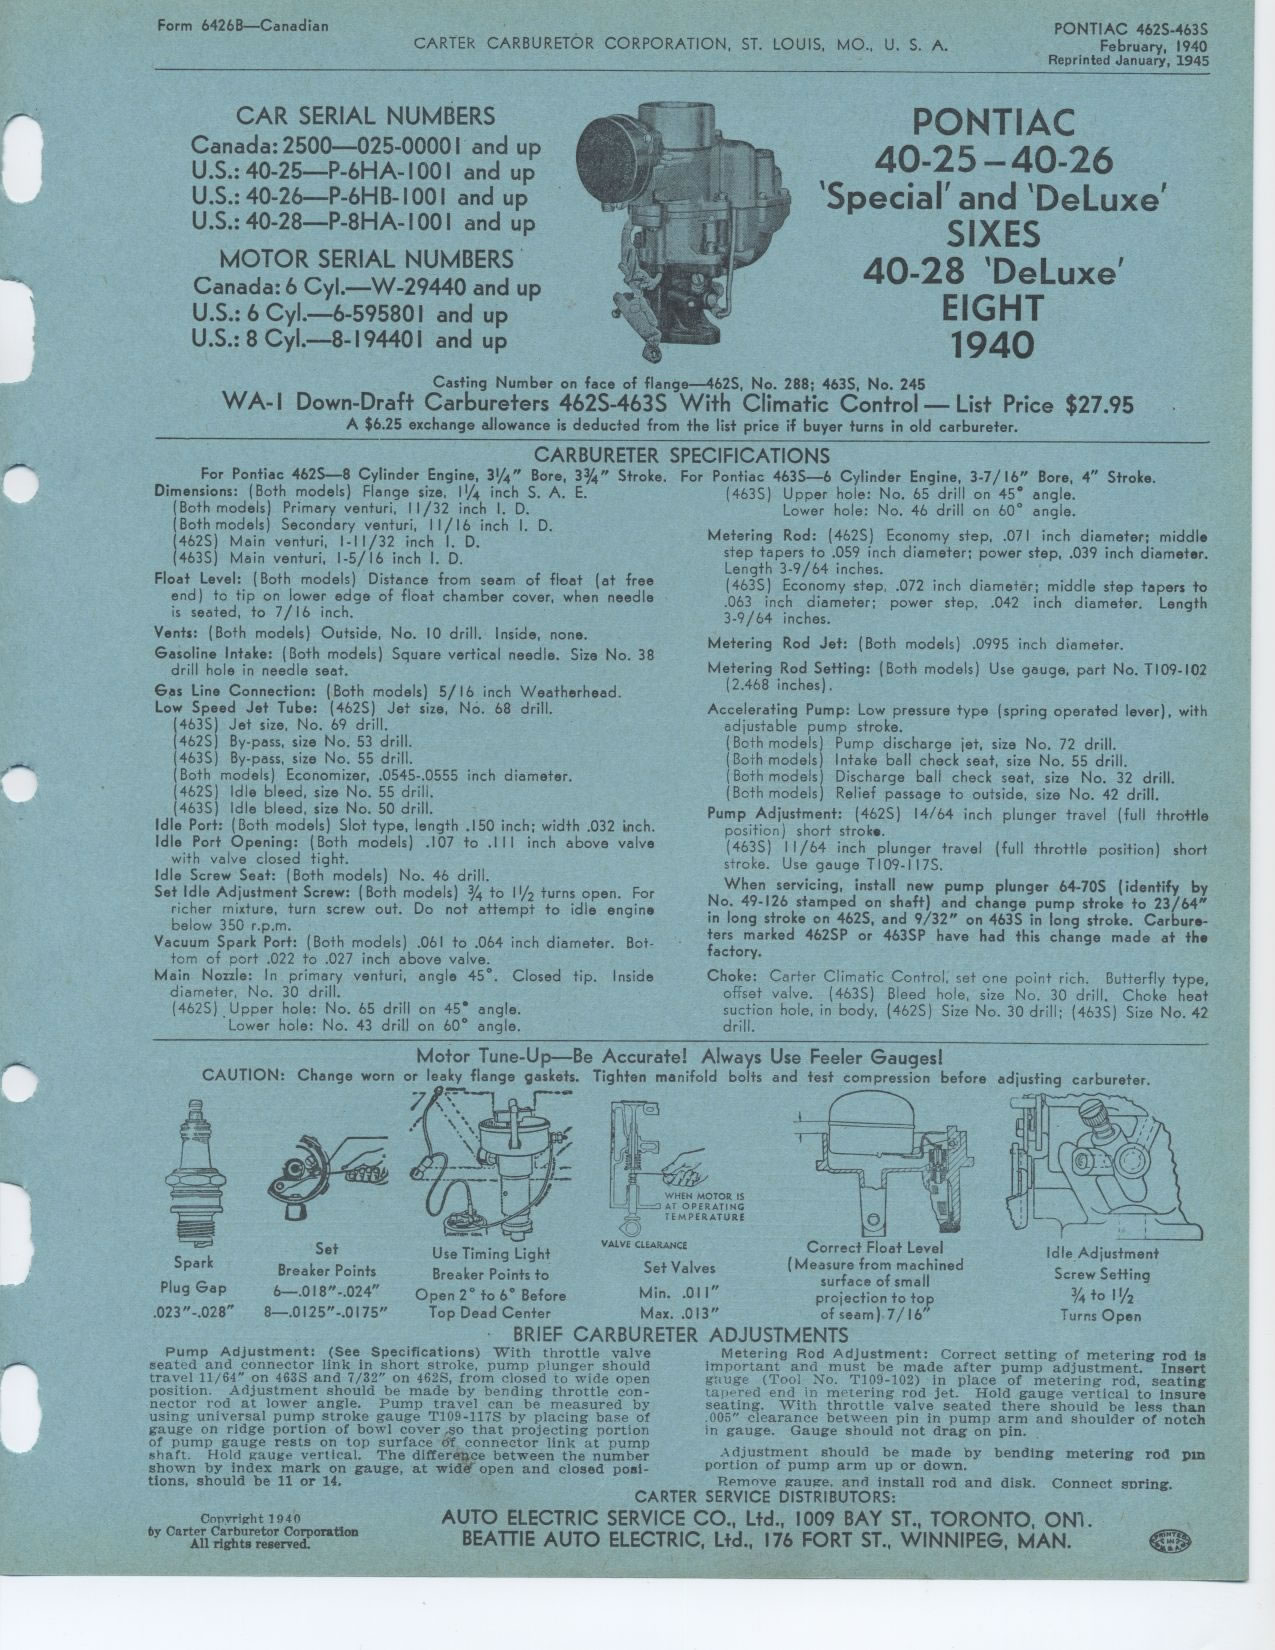 Form 6426B—Canadian
CARTER CARBURETOR CORPORATION, ST. LOUIS, MO., U. S. A.
PONTIAC 462S-463S
February, 1940
Reprinted January, 1945
CAR SERIAL NUMBERS
Canada: 2500—025-00001 and up
U.S.: 40-25—P-6HA-1001 and up
U.S.: 40-26—P-6HB-1001 and up
U.S.: 40-28—P-8HA-1001 and up
MOTOR SERIAL NUMBERS
Canada: 6 Cyl.—W-29440 and up
U.S.: 6 Cyl.—6-595801 and up
U.S.: 8 Cyl.—8-194401 and up
PONTIAC
40-25—40-26
'Special' and 'DeLuxe'
SIXES
40-28 'DeLuxe'
EIGHT
1940
Casting Number on face of flange—462S, No. 288; 463S, No. 245
WA-1 Down-Draft Carbureters 462S-463S With Climatic Control — List Price $27.95
A $6.25 exchange allowance is deducted from the list price if buyer turns in old carbureter.
CARBURETER SPECIFICATIONS
For Pontiac 462S—8 Cylinder Engine, 3¼" Bore, 3¾" Stroke. For Pontiac 463S—6 Cylinder Engine, 3-7/16" Bore, 4" Stroke.
Dimensions: (Both models) Flange size, 1¼ inch S. A. E.
(Both models) Primary venturi, 11/32 inch I. D.
(Both models) Secondary venturi, 11/16 inch I. D.
(462S) Main venturi, 1-11/32 inch I. D.
(463S) Main venturi, 1-5/16 inch I. D.
Float Level: (Both models) Distance from seam of float (at free
end) to tip on lower edge of float chamber cover, when needle
is seated, to 7/16 inch.
Vents: (Both models) Outside, No. 10 drill. Inside, none.
Gasoline Intake: (Both models) Square vertical needle. Size No. 38
drill hole in needle seat.
Gas Line Connection: (Both models) 5/16 inch Weatherhead.
Low Speed Jet Tube: (462S) Jet size, No. 68 drill.
(463S) Jet size, No. 69 drill.
(462S) By-pass, size No. 53 drill.
(463S) By-pass, size No. 55 drill.
(Both models) Economizer, .0545-.0555 inch diameter.
(462S) Idle bleed, size No. 55 drill.
(463S) Idle bleed, size No. 50 drill.
Idle Port: (Both models) Slot type, length .150 inch; width .032 inch.
Idle Port Opening: (Both models) .107 to .111 inch above valve
with valve closed tight.
Idle Screw Seat: (Both models) No. 46 drill.
Set Idle Adjustment Screw: (Both models) ¾ to 1½ turns open. For
richer mixture, turn screw out. Do not attempt to idle engine
below 350 r.p.m.
Vacuum Spark Port: (Both models) .061 to .064 inch diameter. Bot-
tom of port .022 to .027 inch above valve.
Main Nozzle: In primary venturi, angle 45°. Closed tip. Inside
diameter, No. 30 drill.
(462S) Upper hole: No. 65 drill on 45° angle.
Lower hole: No. 43 drill on 60° angle.
(463S) Upper hole: No. 65 drill on 45° angle.
Lower hole: No. 46 drill on 60° angle.
Metering Rod: (462S) Economy step, .071 inch diameter; middle
step tapers to .059 inch diameter; power step, .039 inch diameter.
Length 3-9/64 inches.
(463S) Economy step, .072 inch diameter; middle step tapers to
.063 inch diameter; power step, .042 inch diameter. Length
3-9/64 inches.
Metering Rod Jet: (Both models) .0995 inch diameter.
Metering Rod Setting: (Both models) Use gauge, part No. T109-102
(2.468 inches).
Accelerating Pump: Low pressure type (spring operated lever), with
adjustable pump stroke.
(Both models) Pump discharge jet, size No. 72 drill.
(Both models) Intake ball check seat, size No. 55 drill.
(Both models) Discharge ball check seat, size No. 32 drill.
(Both models) Relief passage to outside, size No. 42 drill.
Pump Adjustment: (462S) 14/64 inch plunger travel (full throttle
position) short stroke.
(463S) 11/64 inch plunger travel (full throttle position) short
stroke. Use gauge T109-117S.
When servicing, install new pump plunger 64-70S (identify by
No. 49-126 stamped on shaft) and change pump stroke to 23/64"
in long stroke on 462S, and 9/32" on 463S in long stroke. Carbure-
ters marked 462SP or 463SP have had this change made at the
factory.
Choke: Carter Climatic Control, set one point rich. Butterfly type,
offset valve. (463S) Bleed hole, size No. 30 drill. Choke heat
suction hole, in body, (462S) Size No. 30 drill; (463S) Size No. 42
drill.
Motor Tune-Up—Be Accurate! Always Use Feeler Gauges!
CAUTION: Change worn or leaky flange gaskets. Tighten manifold bolts and test compression before adjusting carbureter.
Spark
Plug Gap
.023"-.028"
Set
Breaker Points
6—.018"-.024"
8—.0125"-.0175"
Use Timing Light
Breaker Points to
Open 2° to 6° Before
Top Dead Center
WHEN MOTOR IS
AT OPERATING
TEMPERATURE
VALVE CLEARANCE
Set Valves
Min. .011"
Max. .013"
Correct Float Level
(Measure from machined
surface of small
projection to top
of seam) 7/16"
Idle Adjustment
Screw Setting
¾ to 1½
Turns Open
BRIEF CARBURETER ADJUSTMENTS
Pump Adjustment: (See Specifications) With throttle valve
seated and connector link in short stroke, pump plunger should
travel 11/64" on 463S and 7/32" on 462S, from closed to wide open
position. Adjustment should be made by bending throttle con-
nector rod at lower angle. Pump travel can be measured by
using universal pump stroke gauge T109-117S by placing base of
gauge on ridge portion of bowl cover so that projecting portion
of pump gauge rests on top surface of connector link at pump
shaft. Hold gauge vertical. The difference between the number
shown by index mark on gauge, at wide open and closed posi-
tions, should be 11 or 14.
Metering Rod Adjustment: Correct setting of metering rod is
important and must be made after pump adjustment. Insert
gauge (Tool No. T109-102) in place of metering rod, seating
tapered end in metering rod jet. Hold gauge vertical to insure
seating. With throttle valve seated there should be less than
.005" clearance between pin in pump arm and shoulder of notch
in gauge. Gauge should not drag on pin.
Adjustment should be made by bending metering rod pin
portion of pump arm up or down.
Remove gauge, and install rod and disk. Connect spring.
CARTER SERVICE DISTRIBUTORS:
AUTO ELECTRIC SERVICE CO., Ltd., 1009 BAY ST., TORONTO, ONT.
BEATTIE AUTO ELECTRIC, Ltd., 176 FORT ST., WINNIPEG, MAN.
Copyright 1940
by Carter Carburetor Corporation
All rights reserved.
PRINTED
IN
U.S.A.